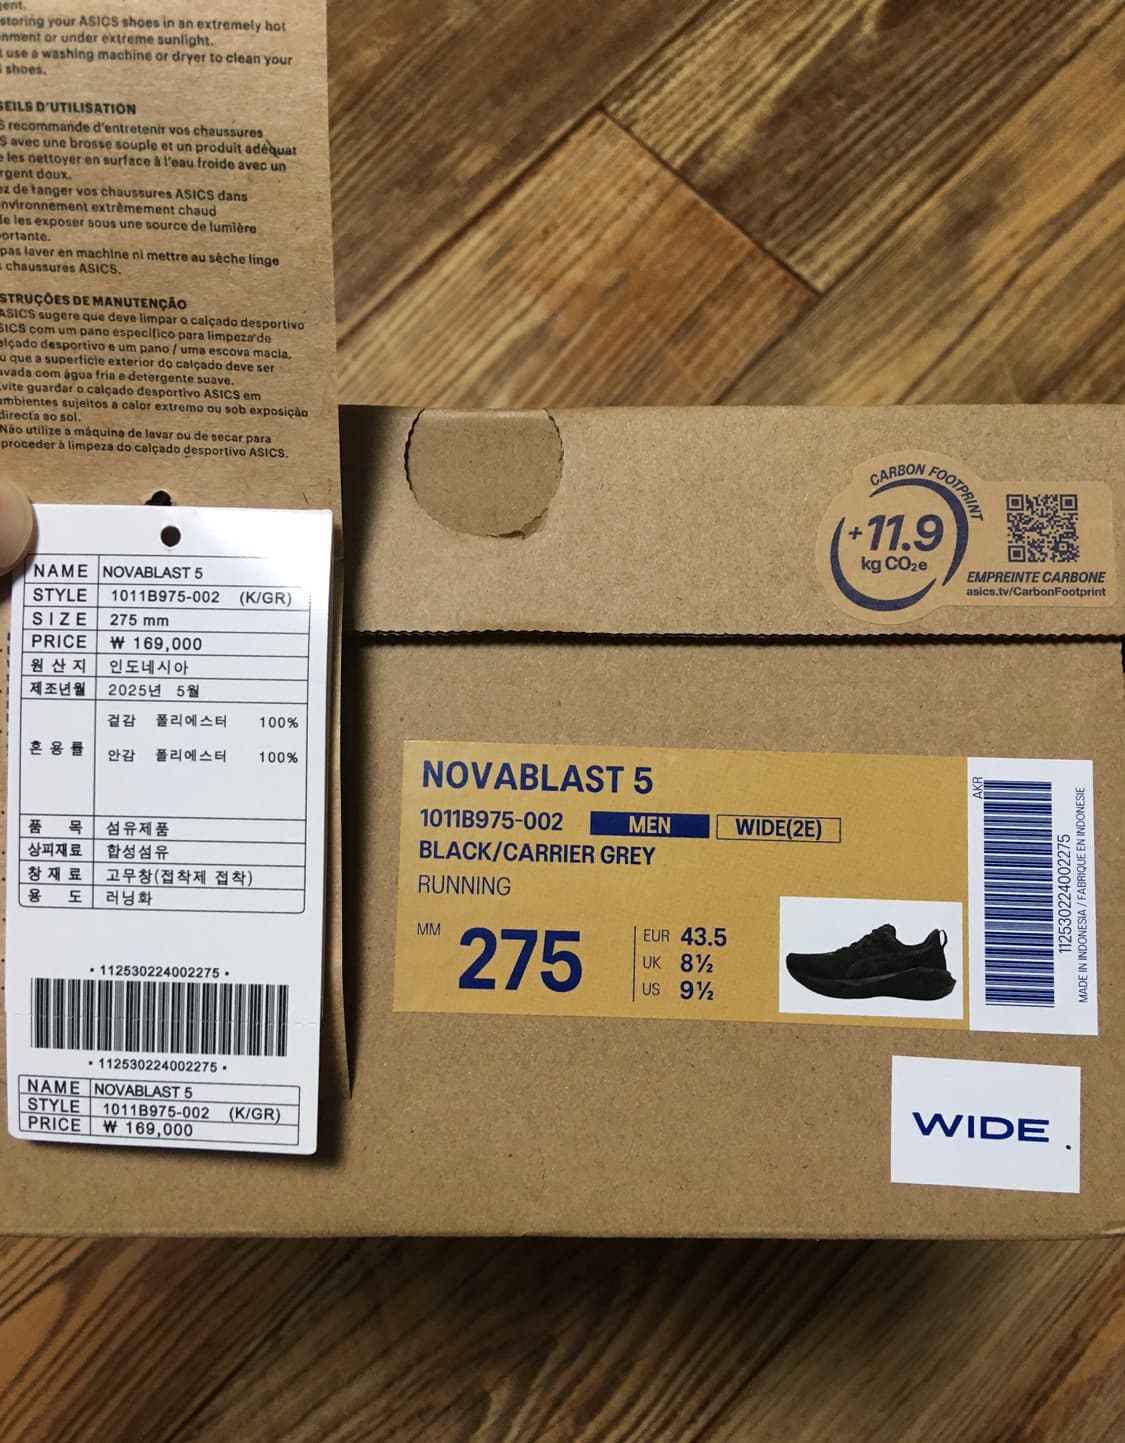 storing your ASICS shoes in an extremely hot
or under extreme sunlight.
use a washing machine or dryer to clean your
shoes.
D'UTILISATION
recommande d'entretenir vos chaussures
avec une brosse souple et un produit adéquat
les nettoyer en surface à l'eau froide avec un
doux.
de ranger vos chaussures ASICS dans
extrêmement chaud
les exposer sous une source de lumière
pas laver en machine ni mettre au sèche linge
chaussures ASICS.
DE MANUTENÇÃO
ASICS sugere que deve limpar o calçado desportivo
com um pano específico para limpeza de
desportivo e um pano / uma escova macia,
que a superfície exterior do calçado deve ser
com água fria e detergente suave.
guardar o calçado desportivo ASICS em
ambientes sujeitos a calor extremo ou sob exposição
directa ao sol.
Não utilize a máquina de lavar ou de secar para
proceder à limpeza do calçado desportivo ASICS.
NAME NOVABLAST 5
STYLE 1011B975-002 (K/GR)
SIZE 275 mm
PRICE ₩ 169,000
원산지 인도네시아
제조년월 2025년 5월
혼용률 겉감 폴리에스터 100%
안감 폴리에스터 100%
품목 섬유제품
상피재료 합성섬유
창재료 고무창(접착제 접착)
용도 러닝화
• 112530224002275 •
• 112530224002275 •
NAME NOVABLAST 5
STYLE 1011B975-002 (K/GR)
PRICE ₩ 169,000
CARBON FOOTPRINT
+11.9
kg CO₂e
EMPREINTE CARBONE
asics.tv/CarbonFootprint
NOVABLAST 5
1011B975-002 MEN WIDE(2E)
BLACK/CARRIER GREY
RUNNING
MM 275
EUR 43.5
UK 8½
US 9½
AKR
112530224002275
MADE IN INDONESIA / FABRIQUE EN INDONESIE
WIDE